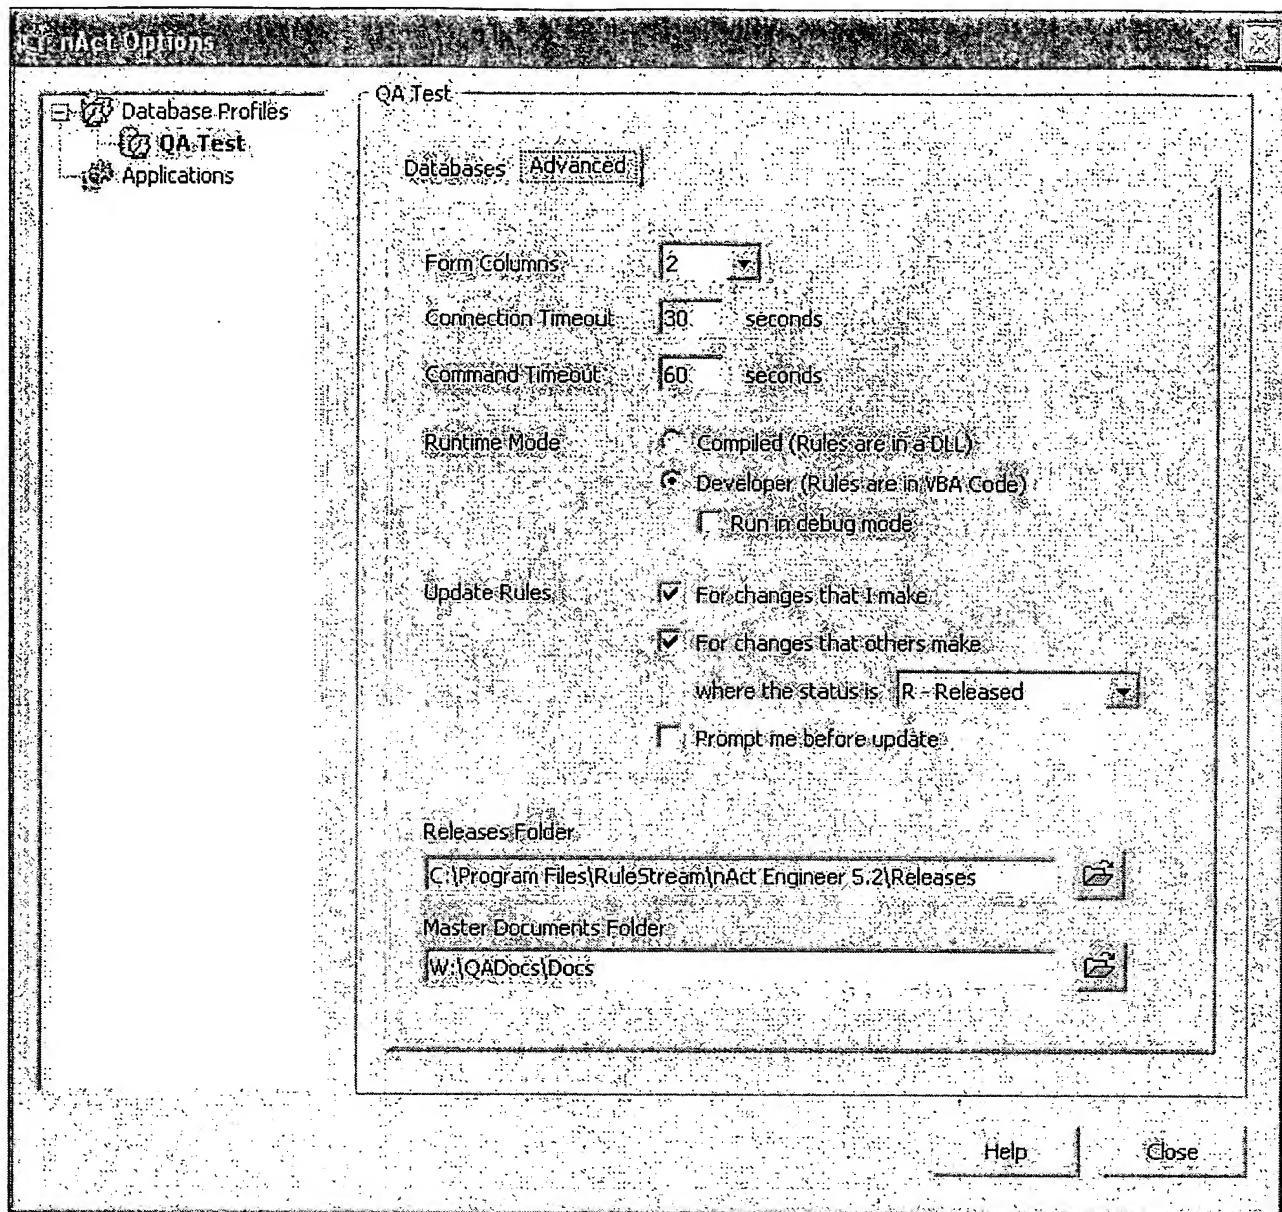 nAct Options
Database Profiles
QA Test
Applications
QA Test
Databases Advanced
Form Columns 2
Connection Timeout 30 seconds
Command Timeout 60 seconds
Runtime Mode Compiled (Rules are in a DLL)
Developer (Rules are in VBA Code)
Run in debug mode
Update Rules For changes that I make
For changes that others make
where the status is R - Released
Prompt me before update
Releases Folder
C:\Program Files\RuleStream\nAct Engineer 5.2\Releases
Master Documents Folder
W:\QADocs\Docs
Help Close